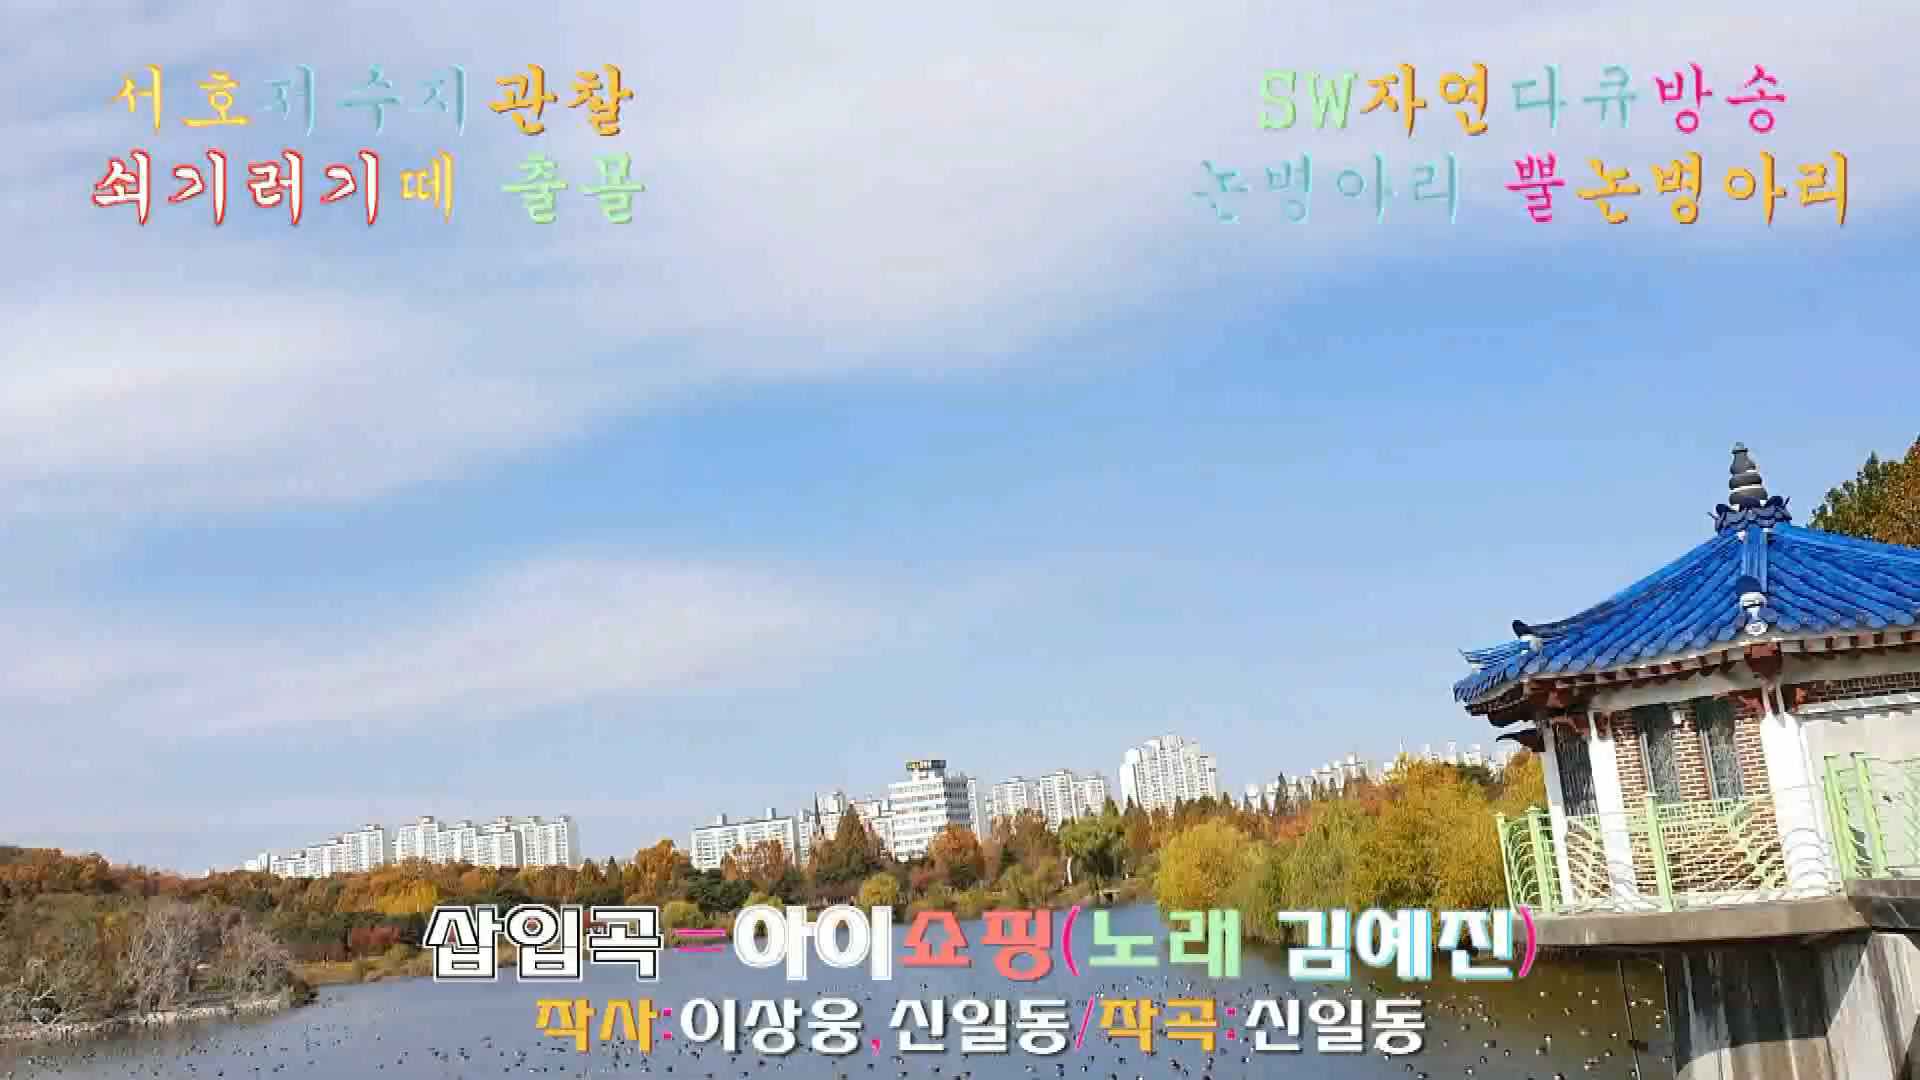 서호저수지관찰
쇠기러기떼 출몰
SW자연다큐방송
논병아리 뿔논병아리
삽입곡=아이쇼핑(노래 김예진)
작사:이상웅,신일동/작곡:신일동